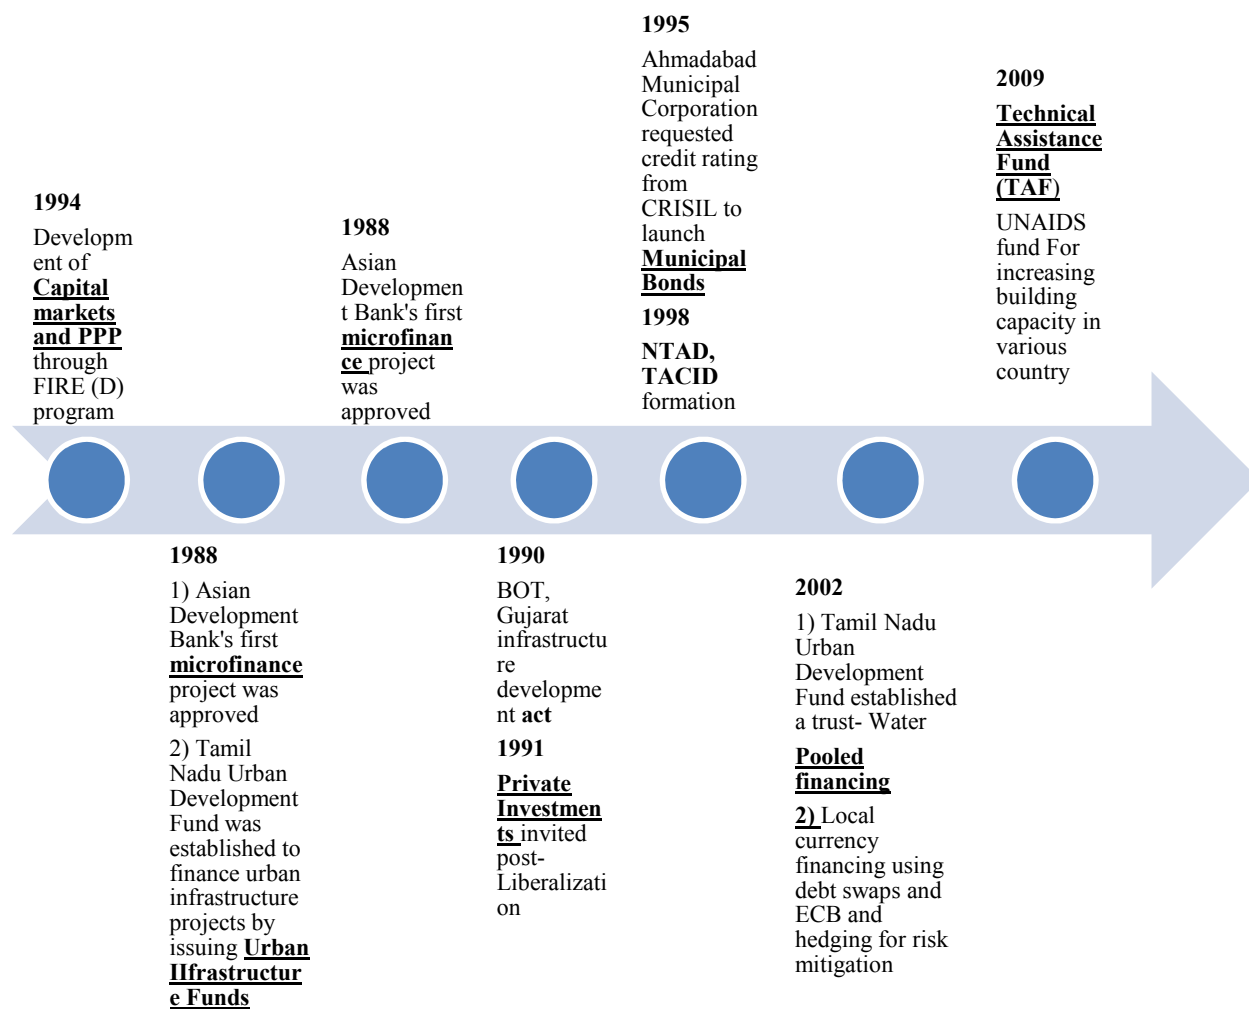 1994
Developm
ent of
Capital
markets
and PPP
through
FIRE (D)
program
1988
1) Asian
Development
Bank's first
microfinance
project was
approved
2) Tamil
Nadu Urban
Development
Fund was
established to
finance urban
infrastructure
projects by
issuing Urban
IIfrastructur
e Funds
1988
Asian
Developmen
t Bank's first
microfinan
ce project
was
approved
1990
BOT,
Gujarat
infrastructu
re
developme
nt act
1991
Private
Investmen
ts invited
post-
Liberalizati
on
1995
Ahmadabad
Municipal
Corporation
requested
credit rating
from
CRISIL to
launch
Municipal
Bonds
1998
NTAD,
TACID
formation
2002
1) Tamil Nadu
Urban
Development
Fund established
a trust- Water
Pooled
financing
2) Local
currency
financing using
debt swaps and
ECB and
hedging for risk
mitigation
2009
Technical
Assistance
Fund
(TAF)
UNAIDS
fund For
increasing
building
capacity in
various
country